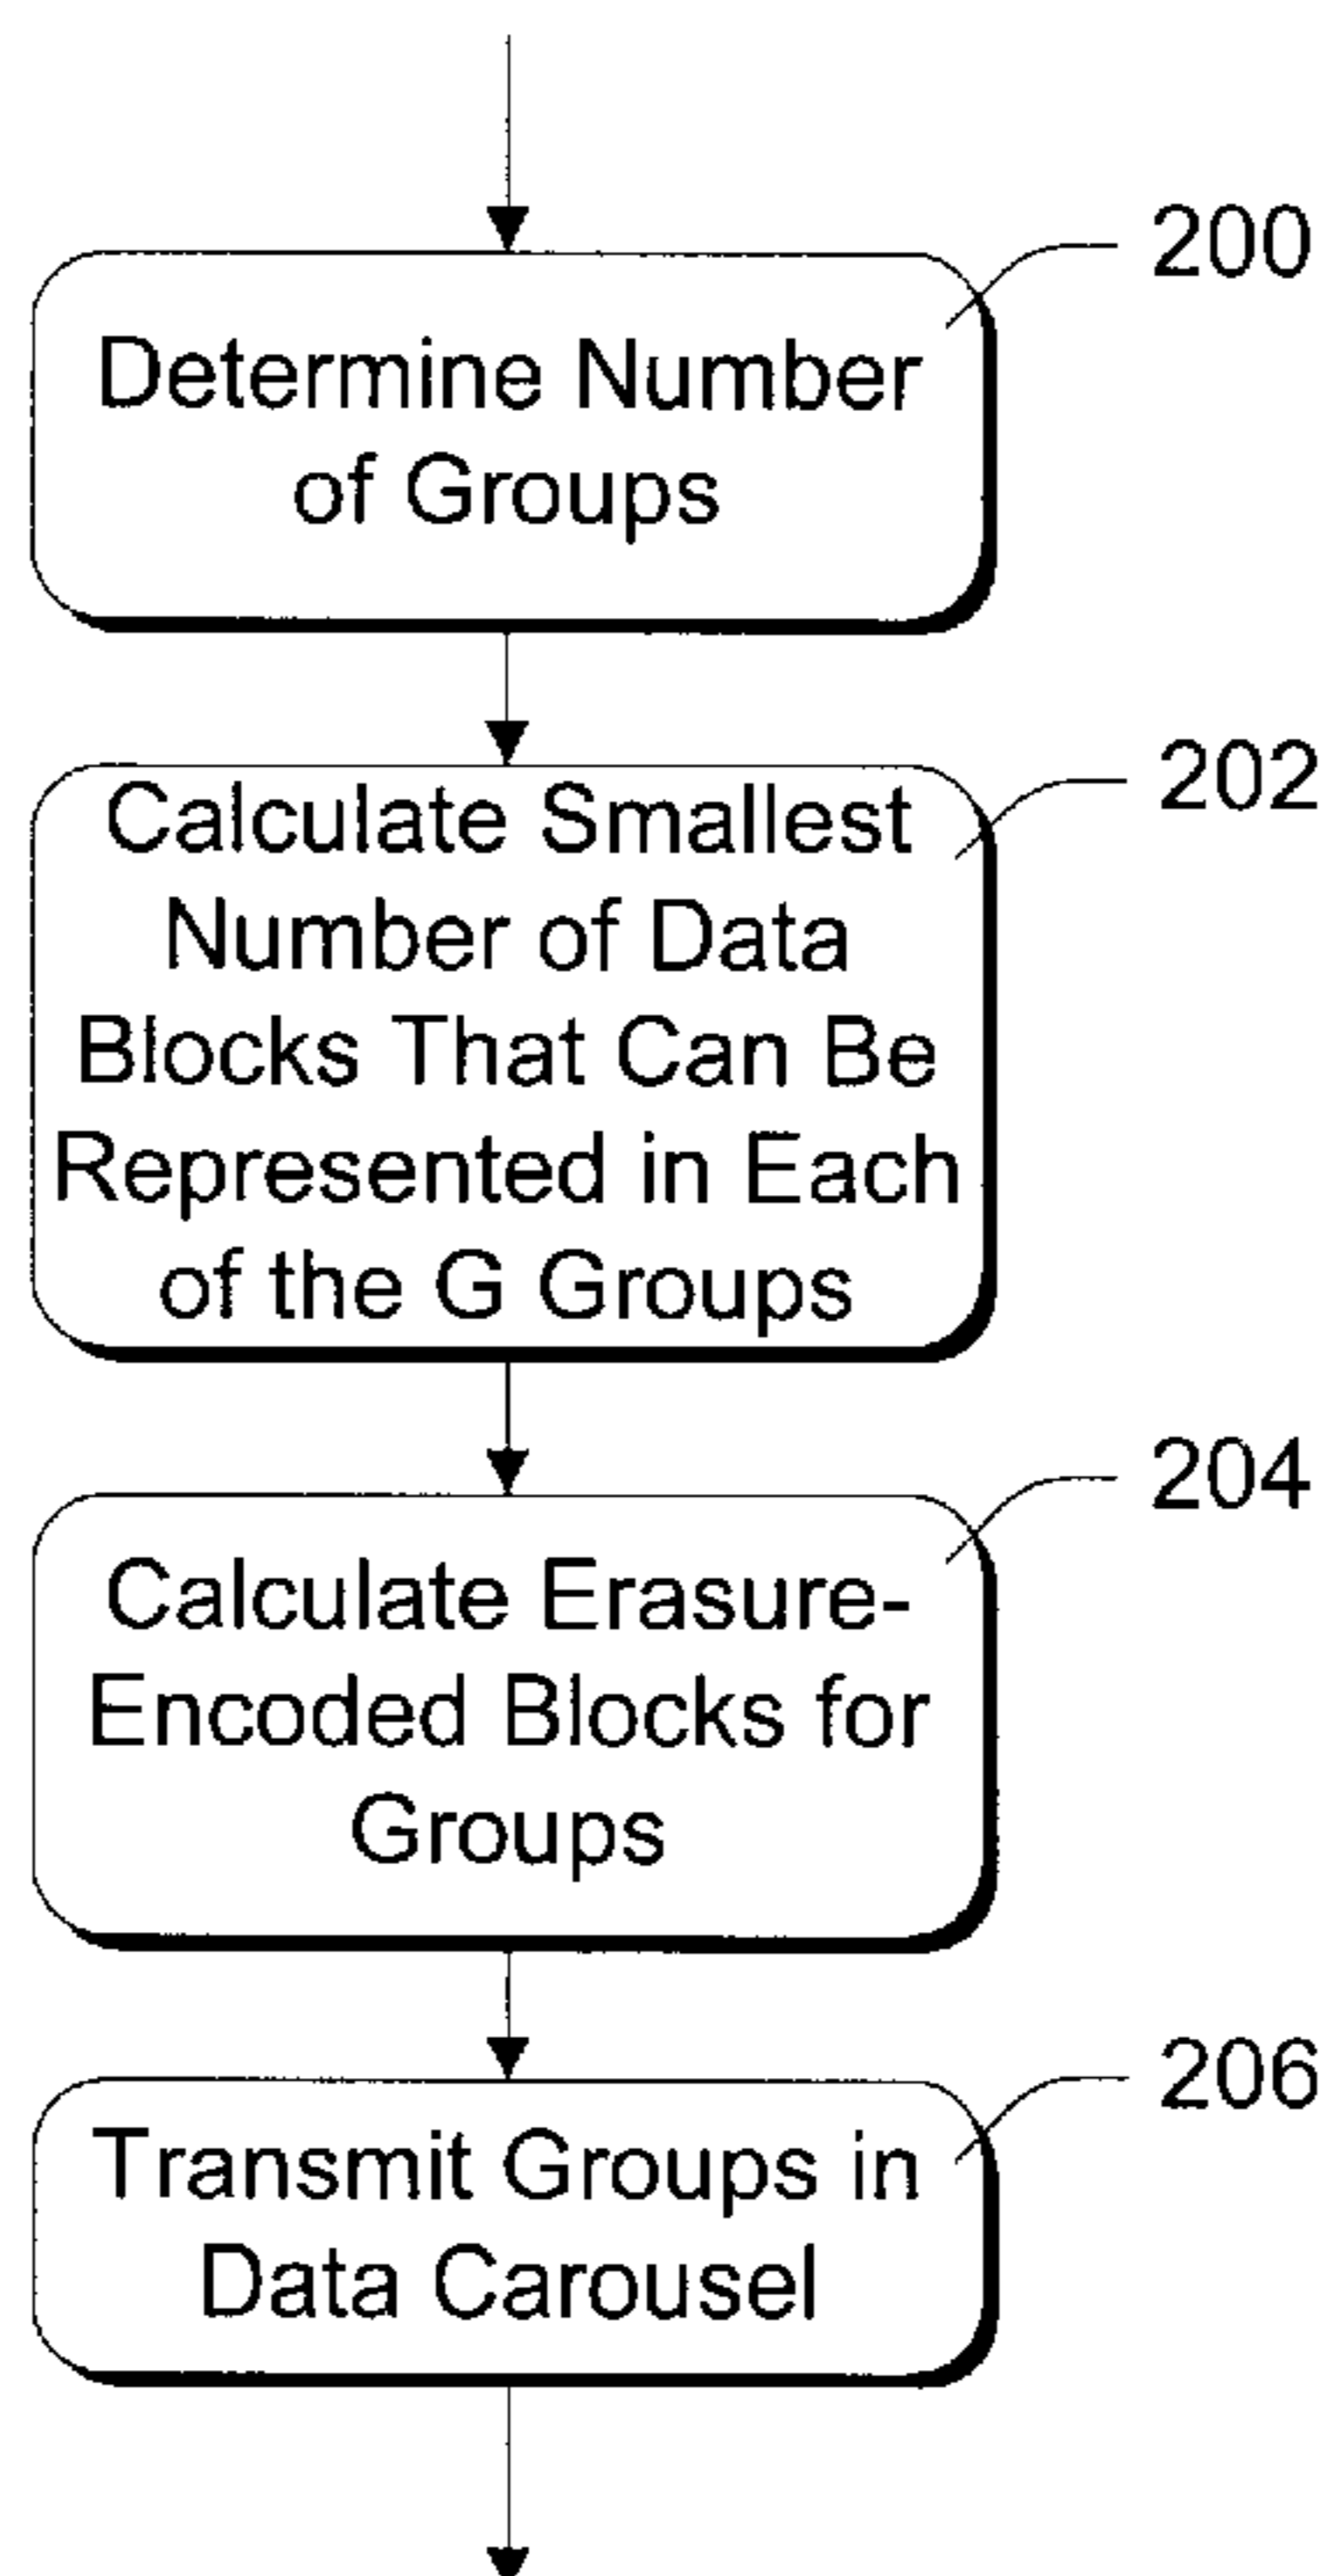 200
Determine Number
of Groups
202
Calculate Smallest
Number of Data
Blocks That Can Be
Represented in Each
of the G Groups
204
Calculate Erasure-
Encoded Blocks for
Groups
206
Transmit Groups in
Data Carousel